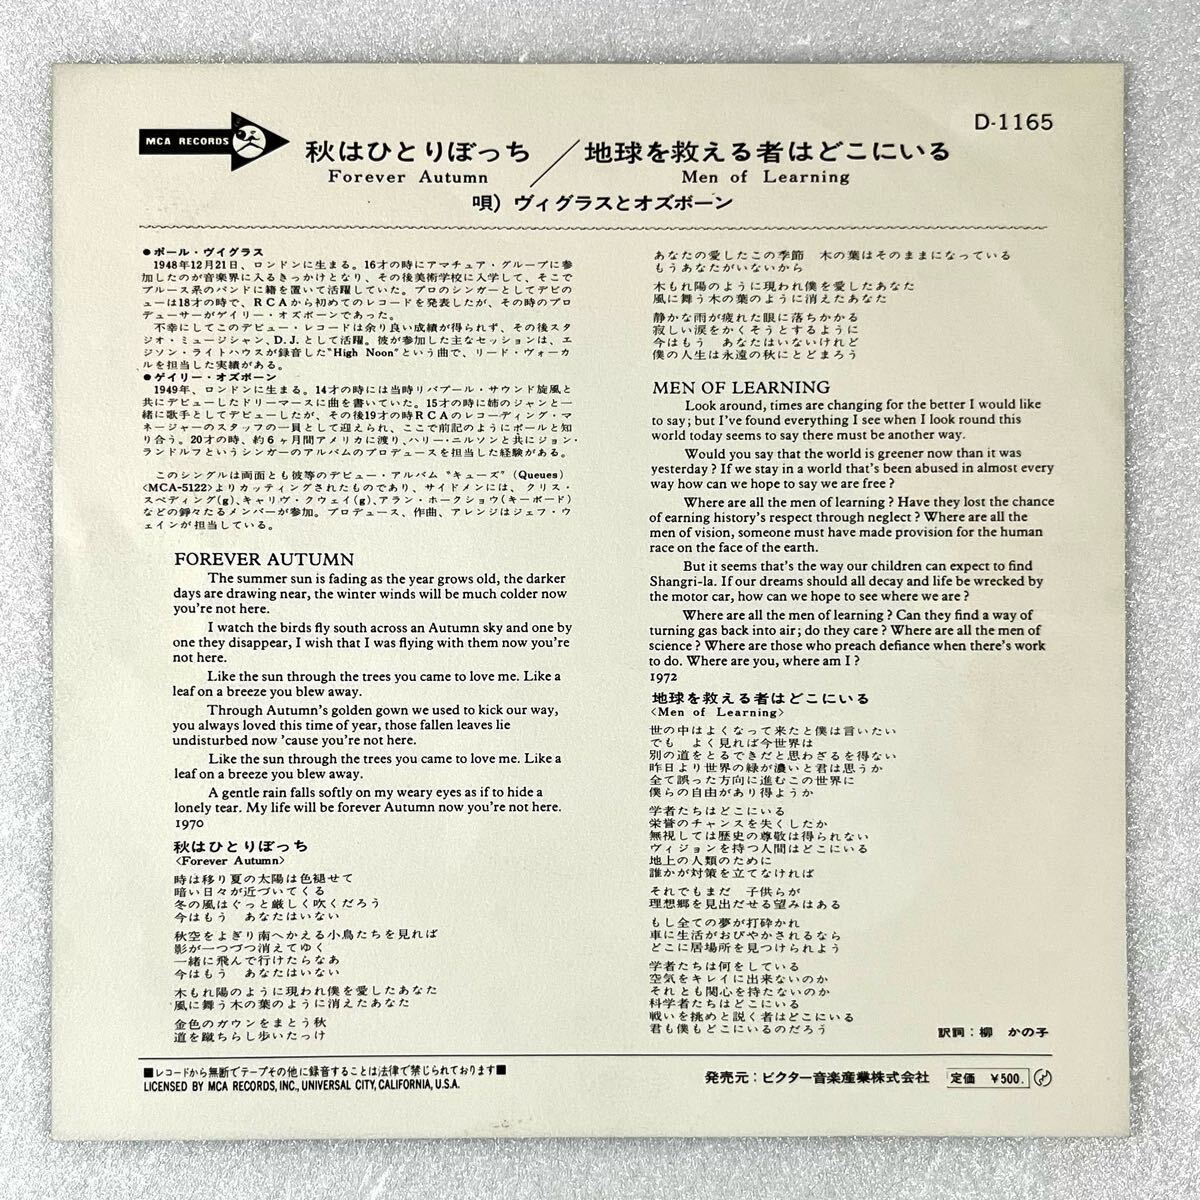 MCA RECORDS
D-1165
秋はひとりぼっち／地球を救える者はどこにいる
Forever Autumn Men of Learning
唄）ヴィグラスとオズボーン
●ポール・ヴイグラス
1948年12月21日、ロンドンに生まる。16才の時にアマチュア・グループに参
加したのが音楽界に入るきっかけとなり、その後美術学校に入学して、そこで
ブルース系のバンドに籍を置いて活躍していた。プロのシンガーとしてデビュ
ューは18才の時で、RCAから初めてのレコードを発表したが、その時のプロ
デューサーがゲイリー・オズボーンであった。
不幸にしてこのデビュー・レコードは余り良い成績が得られず、その後スタ
ジオ・ミュージシャン、D.J.として活躍。彼が参加した主なセッションは、エ
ジソン・ライトハウスが録音した"High Noon"という曲で、リード・ヴォーカ
ルを担当した実績がある。
●ゲイリー・オズボーン
1949年、ロンドンに生まる。14才の時には当時リバプール・サウンド旋風と
共にデビューしたドリーマースに曲を書いていた。15才の時に姉のジャンと一
緒に歌手としてデビューしたが、その後19才の時RCAのレコーディング・マ
ネージャーのスタッフの一員として迎えられ、ここで前記のようにポールと知
り合う。20才の時、約6ヶ月間アメリカに渡り、ハリー・ニルソンと共にジョン・
ランドルフというシンガーのアルバムのプロデュースを担当した経験がある。
このシングルは両面とも彼等のデビュー・アルバム"キューズ"(Queues)
<MCA-5122>よりカッティングされたものであり、サイドメンには、クリス・
スペディング(g)、キャリヴ・クウェイ(g)、アラン・ホークショウ(キーボード)
などの錚々たるメンバーが参加。プロデュース、作曲、アレンジはジェフ・ウ
ェインが担当している。
FOREVER AUTUMN
The summer sun is fading as the year grows old, the darker
days are drawing near, the winter winds will be much colder now
you're not here.
I watch the birds fly south across an Autumn sky and one by
one they disappear, I wish that I was flying with them now you're
not here.
Like the sun through the trees you came to love me. Like a
leaf on a breeze you blew away.
Through Autumn's golden gown we used to kick our way,
you always loved this time of year, those fallen leaves lie
undisturbed now 'cause you're not here.
Like the sun through the trees you came to love me. Like a
leaf on a breeze you blew away.
A gentle rain falls softly on my weary eyes as if to hide a
lonely tear. My life will be forever Autumn now you're not here.
1970
秋はひとりぼっち
<Forever Autumn>
時は移り夏の太陽は色褪せて
暗い日々が近づいてくる
冬の風はぐっと厳しく吹くだろう
今はもう　あなたはいない
秋空をよぎり南へかえる小鳥たちを見れば
影が一つづつ消えてゆく
一緒に飛んで行けたらなあ
今はもう　あなたはいない
木もれ陽のように現われ僕を愛したあなた
風に舞う木の葉のように消えたあなた
金色のガウンをまとう秋
道を蹴ちらし歩いたっけ
あなたの愛したこの季節　木の葉はそのままになっている
もうあなたがいないから
木もれ陽のように現われ僕を愛したあなた
風に舞う木の葉のように消えたあなた
静かな雨が疲れた眼に落ちかかる
寂しい涙をかくそうとするように
今はもう　あなたはいないけれど
僕の人生は永遠の秋にとどまろう
MEN OF LEARNING
Look around, times are changing for the better I would like
to say; but I've found everything I see when I look round this
world today seems to say there must be another way.
Would you say that the world is greener now than it was
yesterday? If we stay in a world that's been abused in almost every
way how can we hope to say we are free?
Where are all the men of learning? Have they lost the chance
of earning history's respect through neglect? Where are all the
men of vision, someone must have made provision for the human
race on the face of the earth.
But it seems that's the way our children can expect to find
Shangri-la. If our dreams should all decay and life be wrecked by
the motor car, how can we hope to see where we are?
Where are all the men of learning? Can they find a way of
turning gas back into air; do they care? Where are all the men of
science? Where are those who preach defiance when there's work
to do. Where are you, where am I?
1972
地球を救える者はどこにいる
<Men of Learning>
世の中はよくなって来たと僕は言いたい
でも　よく見れば今世界は
別の道をとるできだと思わざるを得ない
昨日より世界の緑が濃いと君は思うか
全て誤った方向に進むこの世界に
僕らの自由があり得ようか
学者たちはどこにいる
栄誉のチャンスを失くしたか
無視しては歴史の尊敬は得られない
ヴィジョンを持つ人間はどこにいる
地上の人類のために
誰かが対策を立てなければ
それでもまだ　子供らが
理想郷を見出だせる望みはある
もし全ての夢が打砕かれ
車に生活がおびやかされるなら
どこに居場所を見つけられよう
学者たちは何をしている
空気をキレイに出来ないのか
それとも関心を持たないのか
科学者たちはどこにいる
戦いを挑めと説く者はどこにいる
君も僕もどこにいるのだろう
訳詞：柳　かの子
■レコードから無断でテープその他に録音することは法律で禁じられております■
LICENSED BY MCA RECORDS, INC., UNIVERSAL CITY, CALIFORNIA, U.S.A.
発売元：ビクター音楽産業株式会社
定価　¥500.